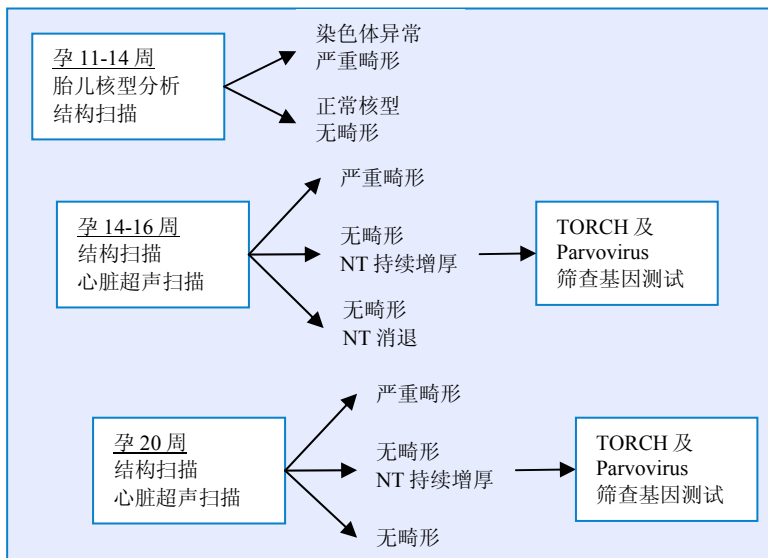 孕 11-14 周
胎儿核型分析
结构扫描
染色体异常
严重畸形
正常核型
无畸形
孕 14-16 周
结构扫描
心脏超声扫描
严重畸形
无畸形
NT 持续增厚
无畸形
NT 消退
TORCH 及
Parvovirus
筛查基因测试
孕 20 周
结构扫描
心脏超声扫描
严重畸形
无畸形
NT 持续增厚
无畸形
TORCH 及
Parvovirus
筛查基因测试